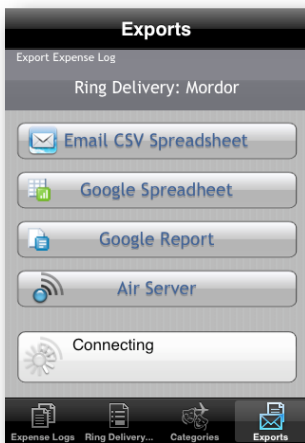 Exports
Export Expense Log
Ring Delivery: Mordor
Email CSV Spreadsheet
Google Spreadheet
Google Report
Air Server
Connecting
Expense Logs
Ring Delivery...
Categories
Exports